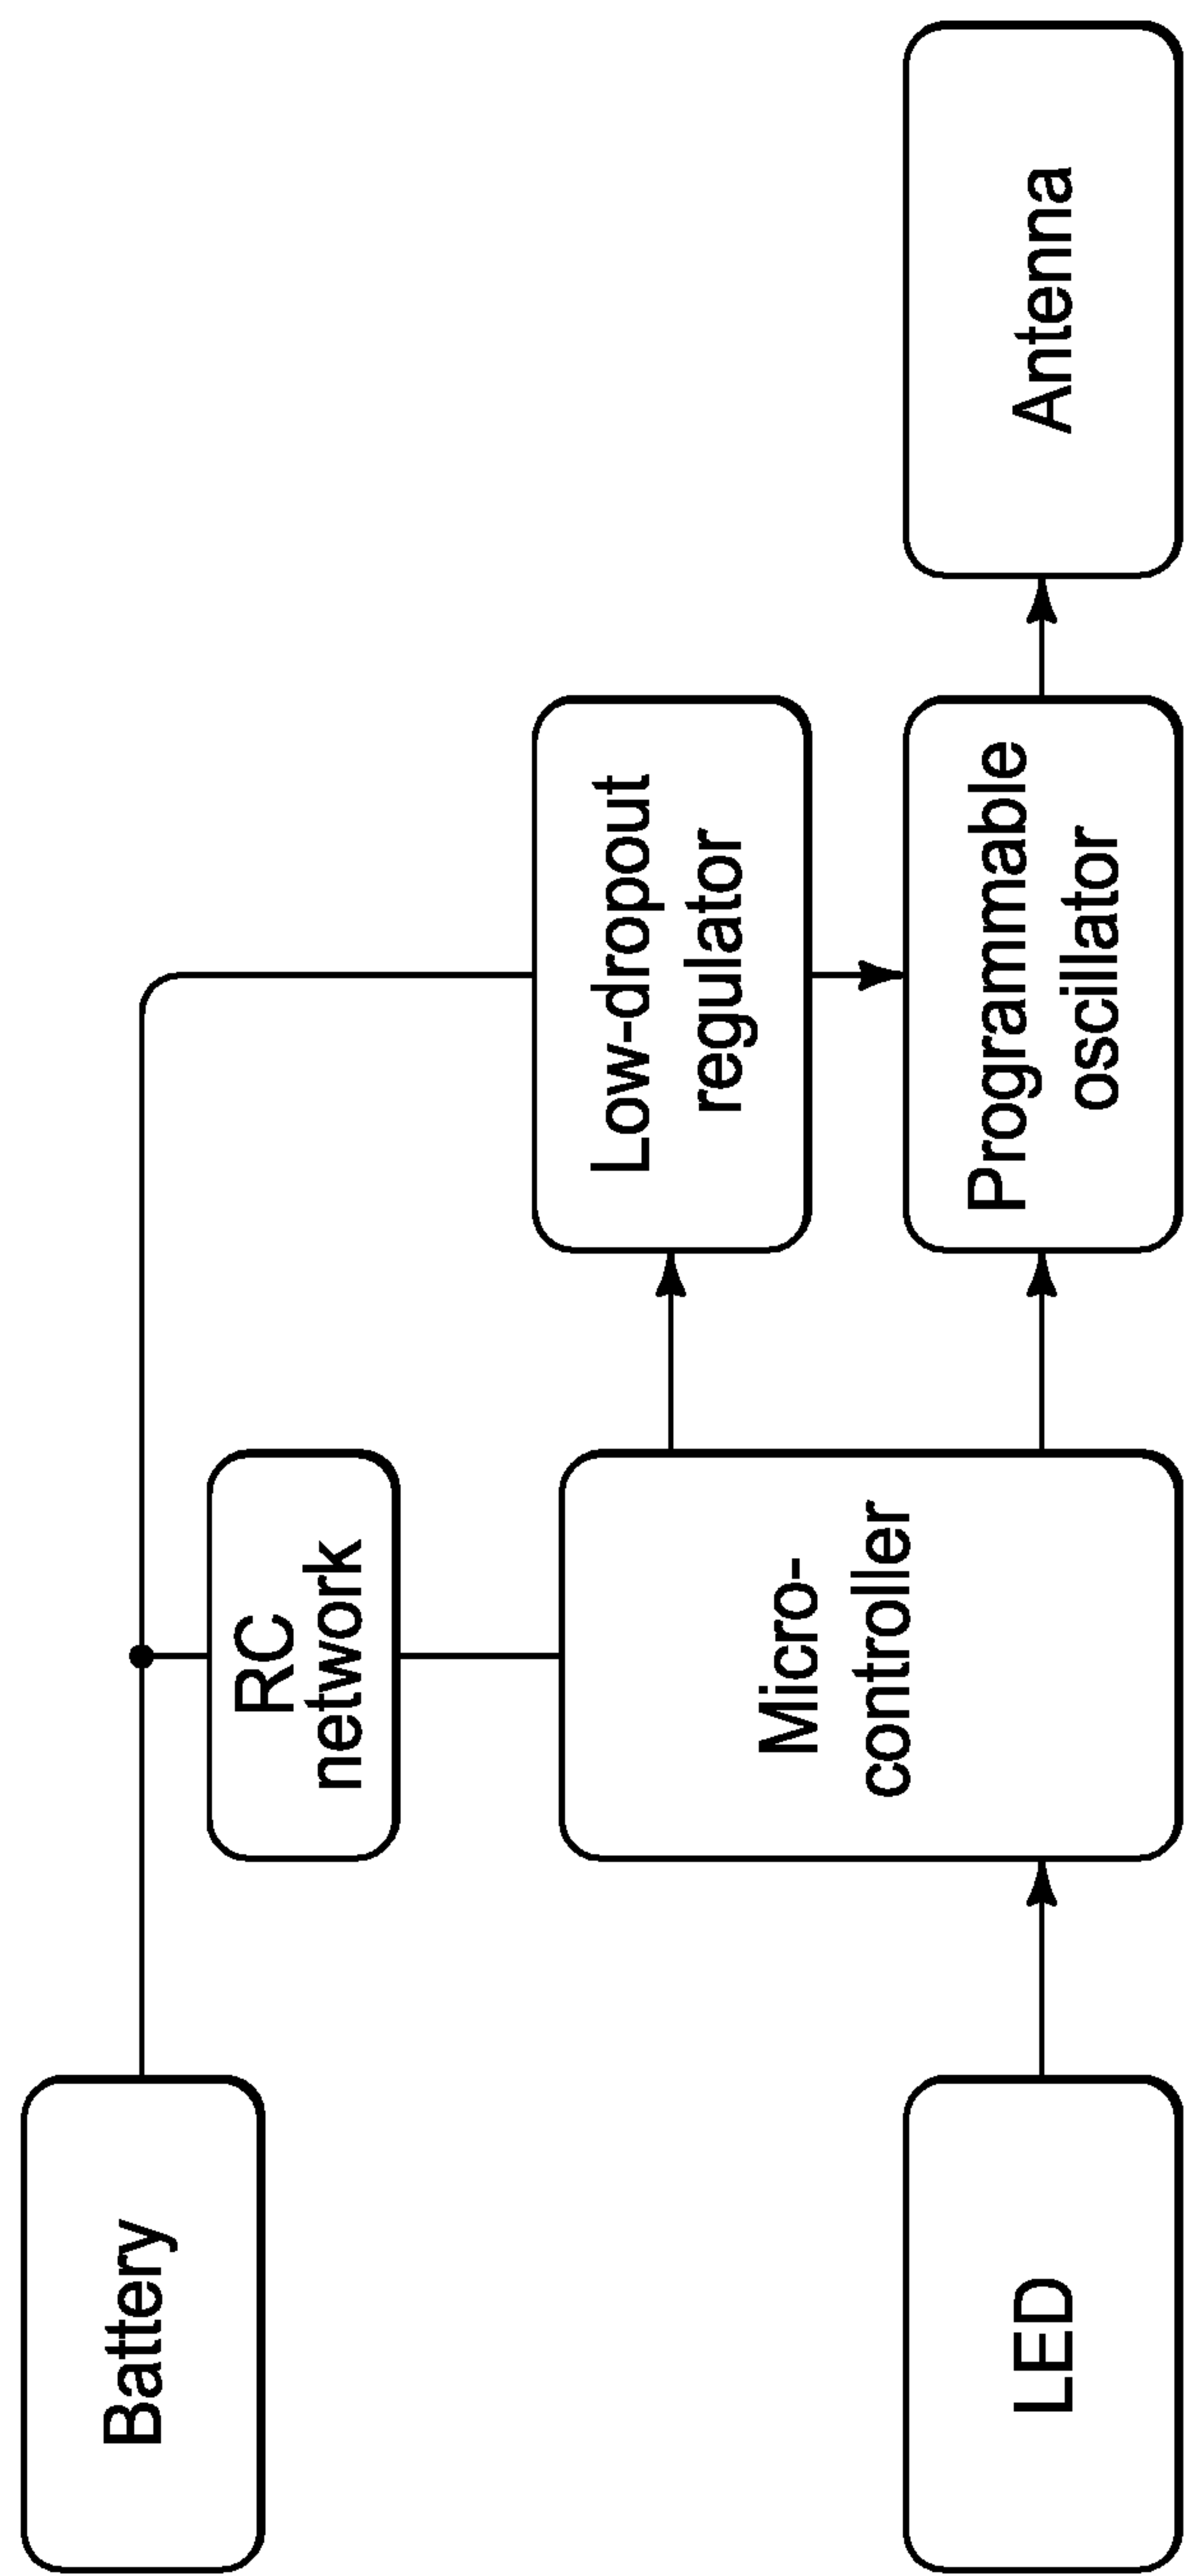 Battery
RC
network
Low-dropout
regulator
Micro-
controller
LED
Programmable
oscillator
Antenna